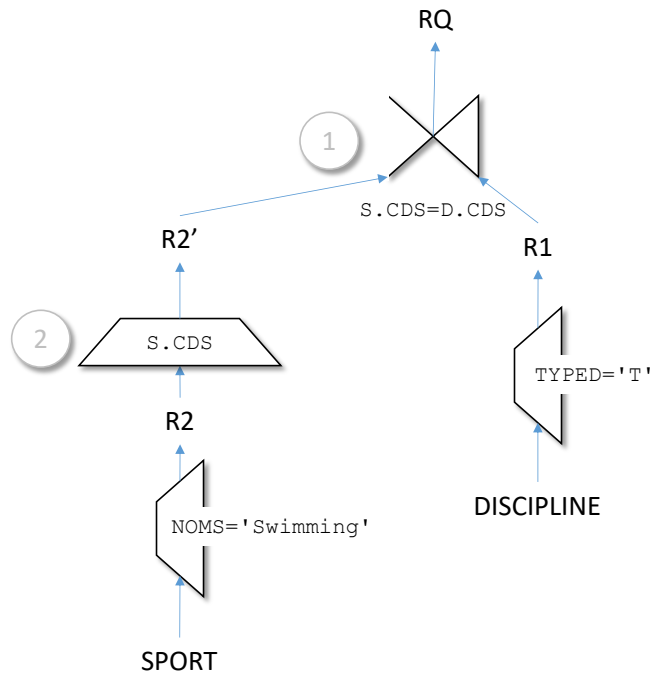 RQ
1
S.CDS=D.CDS
R2’
R1
2
S.CDS
TYPED='T'
R2
DISCIPLINE
NOMS='Swimming'
SPORT